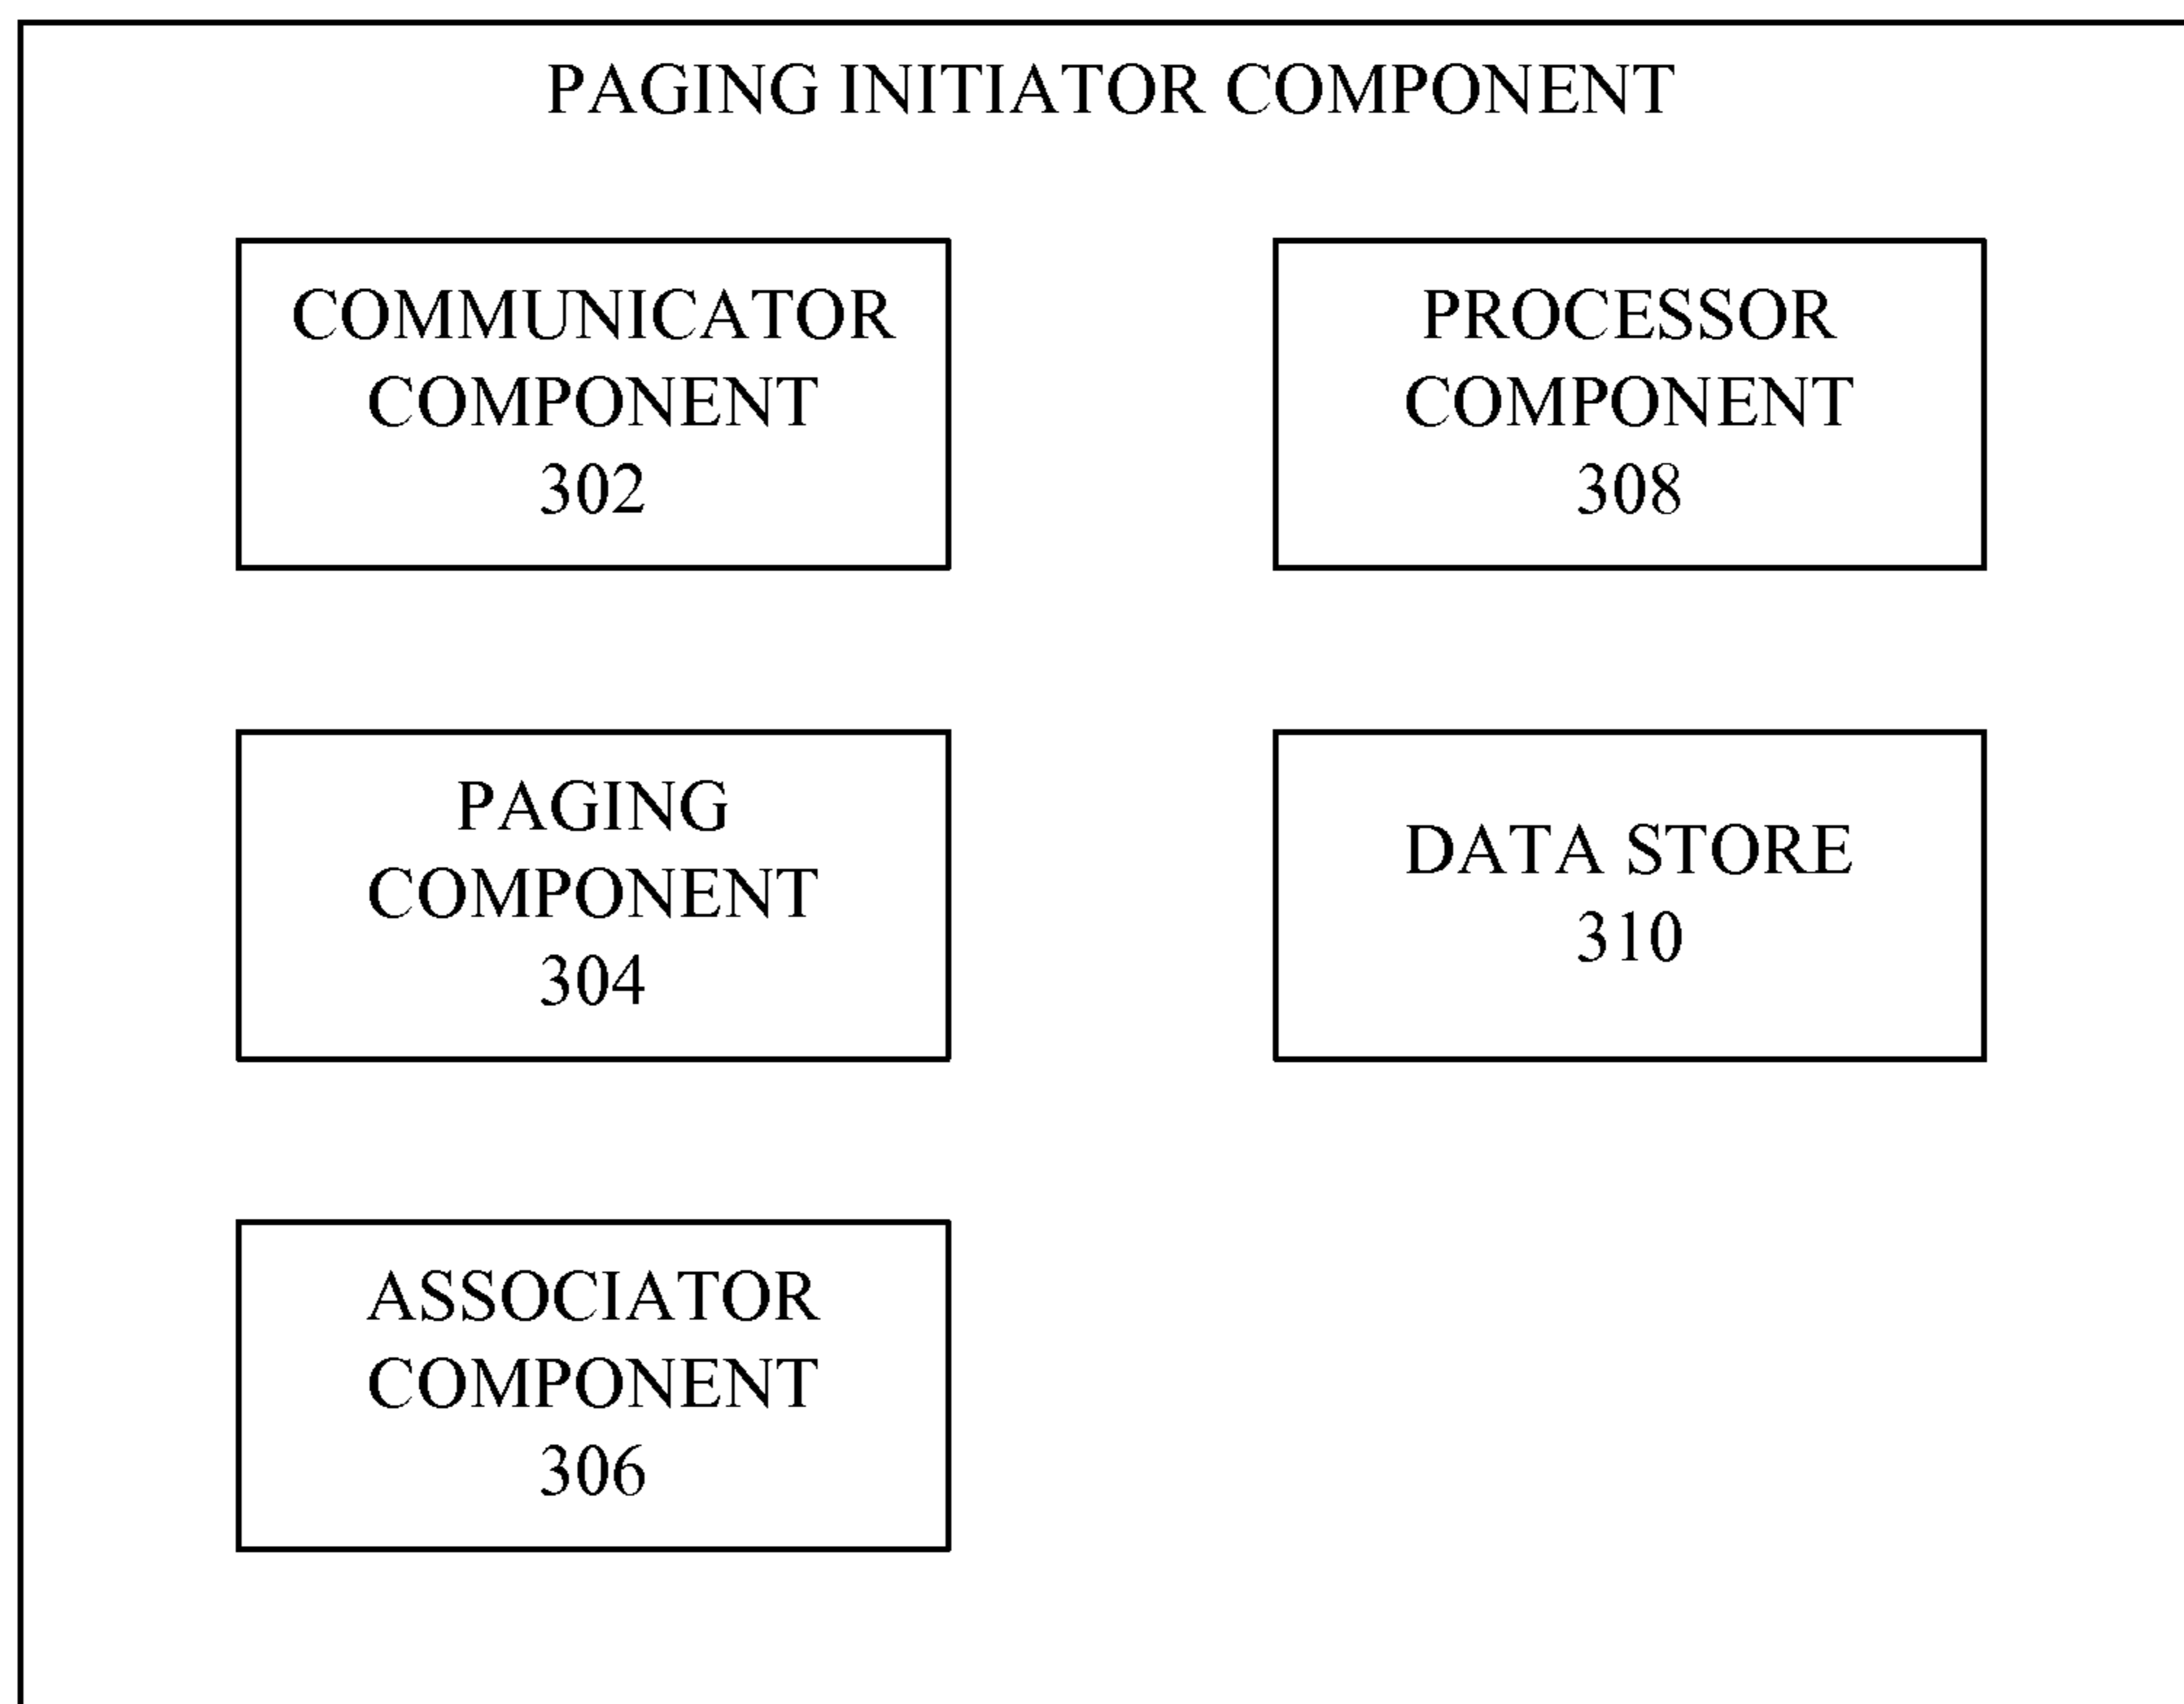 PAGING INITIATOR COMPONENT
COMMUNICATOR
COMPONENT
302
PROCESSOR
COMPONENT
308
PAGING
COMPONENT
304
DATA STORE
310
ASSOCIATOR
COMPONENT
306